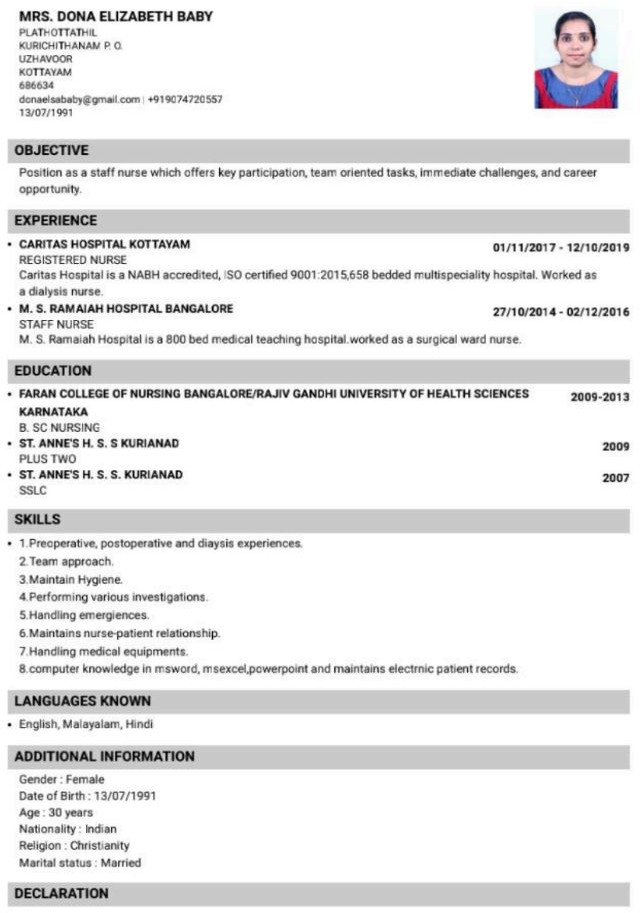 MRS. DONA ELIZABETH BABY
PLATHOTTATHIL
KURICHITHANAM P. O.
UZHAVOOR
KOTTAYAM
686634
donaelsababy@gmail.com | +919074720557
13/07/1991
OBJECTIVE
Position as a staff nurse which offers key participation, team oriented tasks, immediate challenges, and career
opportunity.
EXPERIENCE
• CARITAS HOSPITAL KOTTAYAM 01/11/2017 - 12/10/2019
REGISTERED NURSE
Caritas Hospital is a NABH accredited, ISO certified 9001:2015,658 bedded multispeciality hospital. Worked as
a dialysis nurse.
• M. S. RAMAIAH HOSPITAL BANGALORE 27/10/2014 - 02/12/2016
STAFF NURSE
M. S. Ramaiah Hospital is a 800 bed medical teaching hospital.worked as a surgical ward nurse.
EDUCATION
• FARAN COLLEGE OF NURSING BANGALORE/RAJIV GANDHI UNIVERSITY OF HEALTH SCIENCES 2009-2013
KARNATAKA
B. SC NURSING
• ST. ANNE'S H. S. S KURIANAD 2009
PLUS TWO
• ST. ANNE'S H. S. S. KURIANAD 2007
SSLC
SKILLS
• 1.Preoperative, postoperative and diaysis experiences.
2.Team approach.
3.Maintain Hygiene.
4.Performing various investigations.
5.Handling emergiences.
6.Maintains nurse-patient relationship.
7.Handling medical equipments.
8.computer knowledge in msword, msexcel,powerpoint and maintains electrnic patient records.
LANGUAGES KNOWN
• English, Malayalam, Hindi
ADDITIONAL INFORMATION
Gender : Female
Date of Birth : 13/07/1991
Age : 30 years
Nationality : Indian
Religion : Christianity
Marital status : Married
DECLARATION